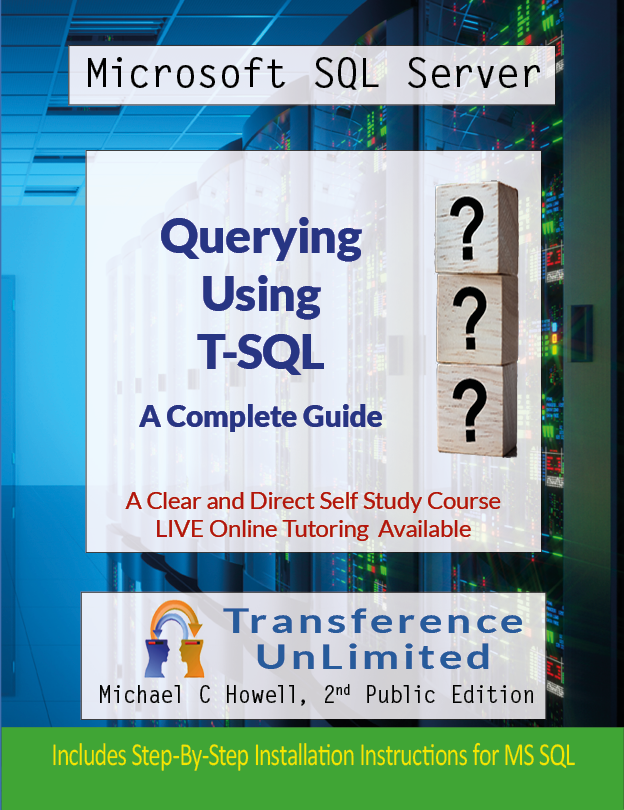 Microsoft SQL Server
Querying
Using
T-SQL
A Complete Guide
?
?
?
A Clear and Direct Self Study Course
LIVE Online Tutoring Available
Transference
UnLimited
Michael C Howell, 2nd Public Edition
Includes Step-By-Step Installation Instructions for MS SQL